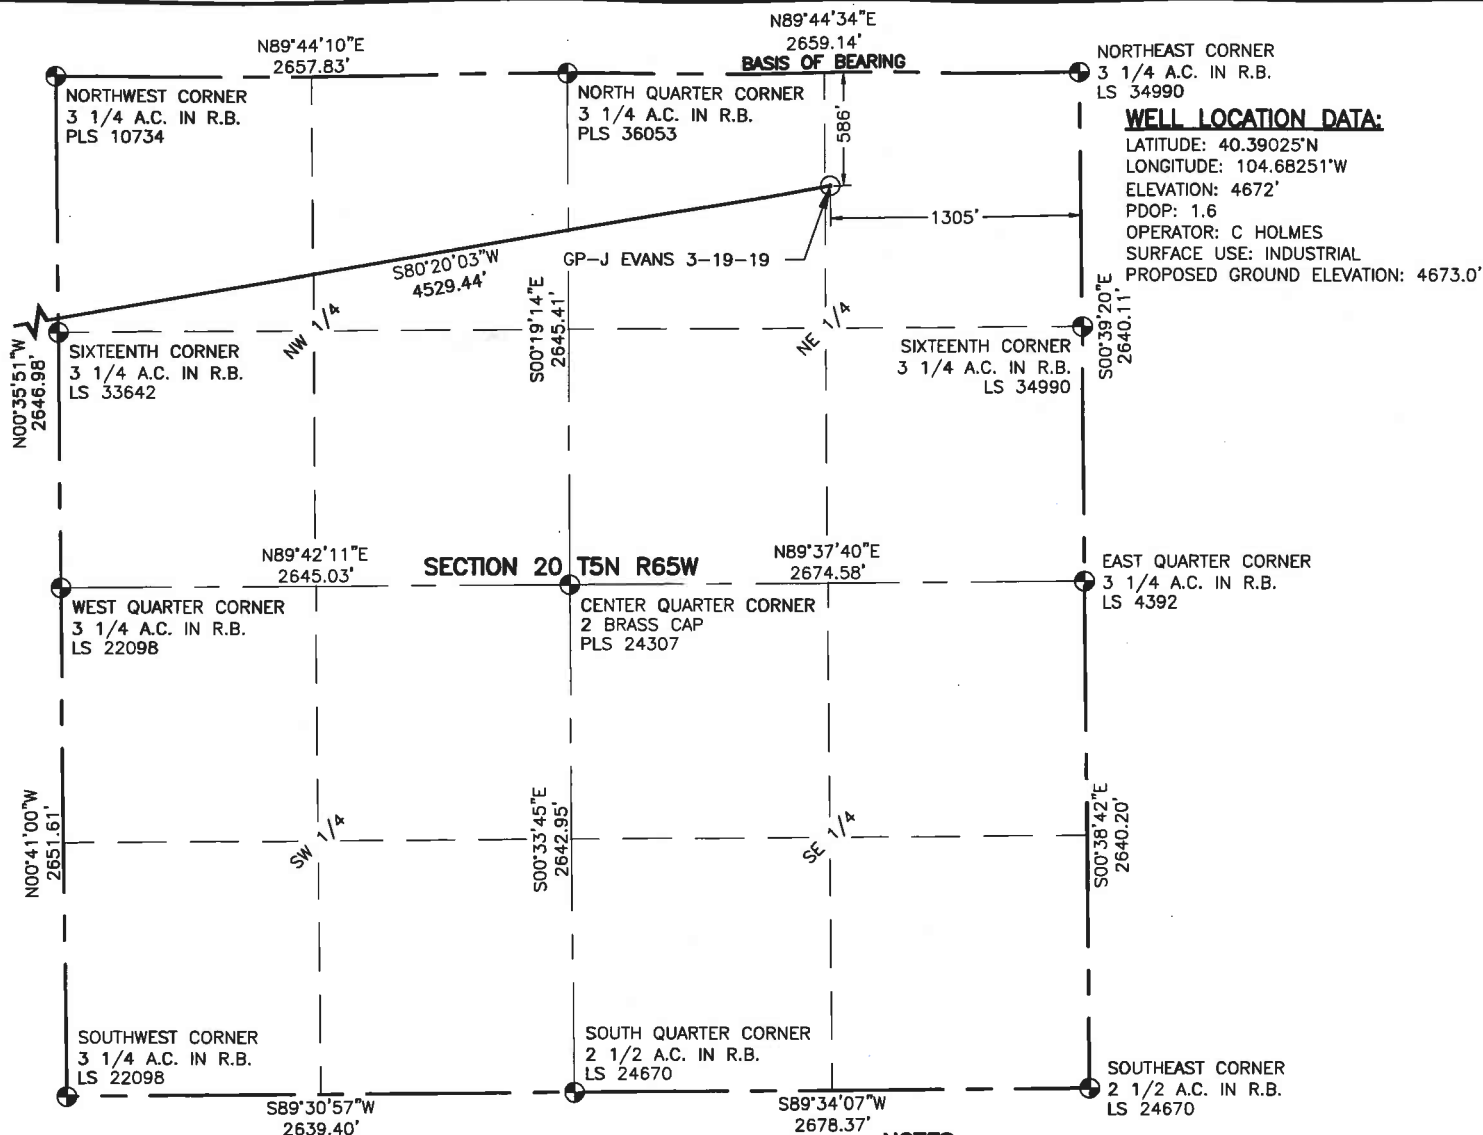 N89°44'10"E
2657.83'
N89°44'34"E
2659.14'
BASIS OF BEARING
NORTHWEST CORNER
3 1/4 A.C. IN R.B.
PLS 10734
NORTH QUARTER CORNER
3 1/4 A.C. IN R.B.
PLS 36053
586'
NORTHEAST CORNER
3 1/4 A.C. IN R.B.
LS 34990
WELL LOCATION DATA:
LATITUDE: 40.39025°N
LONGITUDE: 104.68251°W
ELEVATION: 4672'
PDOP: 1.6
OPERATOR: C HOLMES
SURFACE USE: INDUSTRIAL
PROPOSED GROUND ELEVATION: 4673.0'
1305'
GP-J EVANS 3-19-19
S80°20'03"W
4529.44'
N00°35'51"W
2646.98'
SIXTEENTH CORNER
3 1/4 A.C. IN R.B.
LS 33642
NW 1/4
S00°19'14"E
2645.41'
NE 1/4
SIXTEENTH CORNER
3 1/4 A.C. IN R.B.
LS 34990
S00°39'20"E
2640.11'
N89°42'11"E
2645.03'
SECTION 20 T5N R65W
N89°37'40"E
2674.58'
WEST QUARTER CORNER
3 1/4 A.C. IN R.B.
LS 22098
CENTER QUARTER CORNER
2 BRASS CAP
PLS 24307
EAST QUARTER CORNER
3 1/4 A.C. IN R.B.
LS 4392
N00°41'00"W
2651.61'
SW 1/4
S00°33'45"E
2642.95'
SE 1/4
S00°38'42"E
2640.20'
SOUTHWEST CORNER
3 1/4 A.C. IN R.B.
LS 22098
SOUTH QUARTER CORNER
2 1/2 A.C. IN R.B.
LS 24670
SOUTHEAST CORNER
2 1/2 A.C. IN R.B.
LS 24670
S89°30'57"W
2639.40'
S89°34'07"W
2678.37'